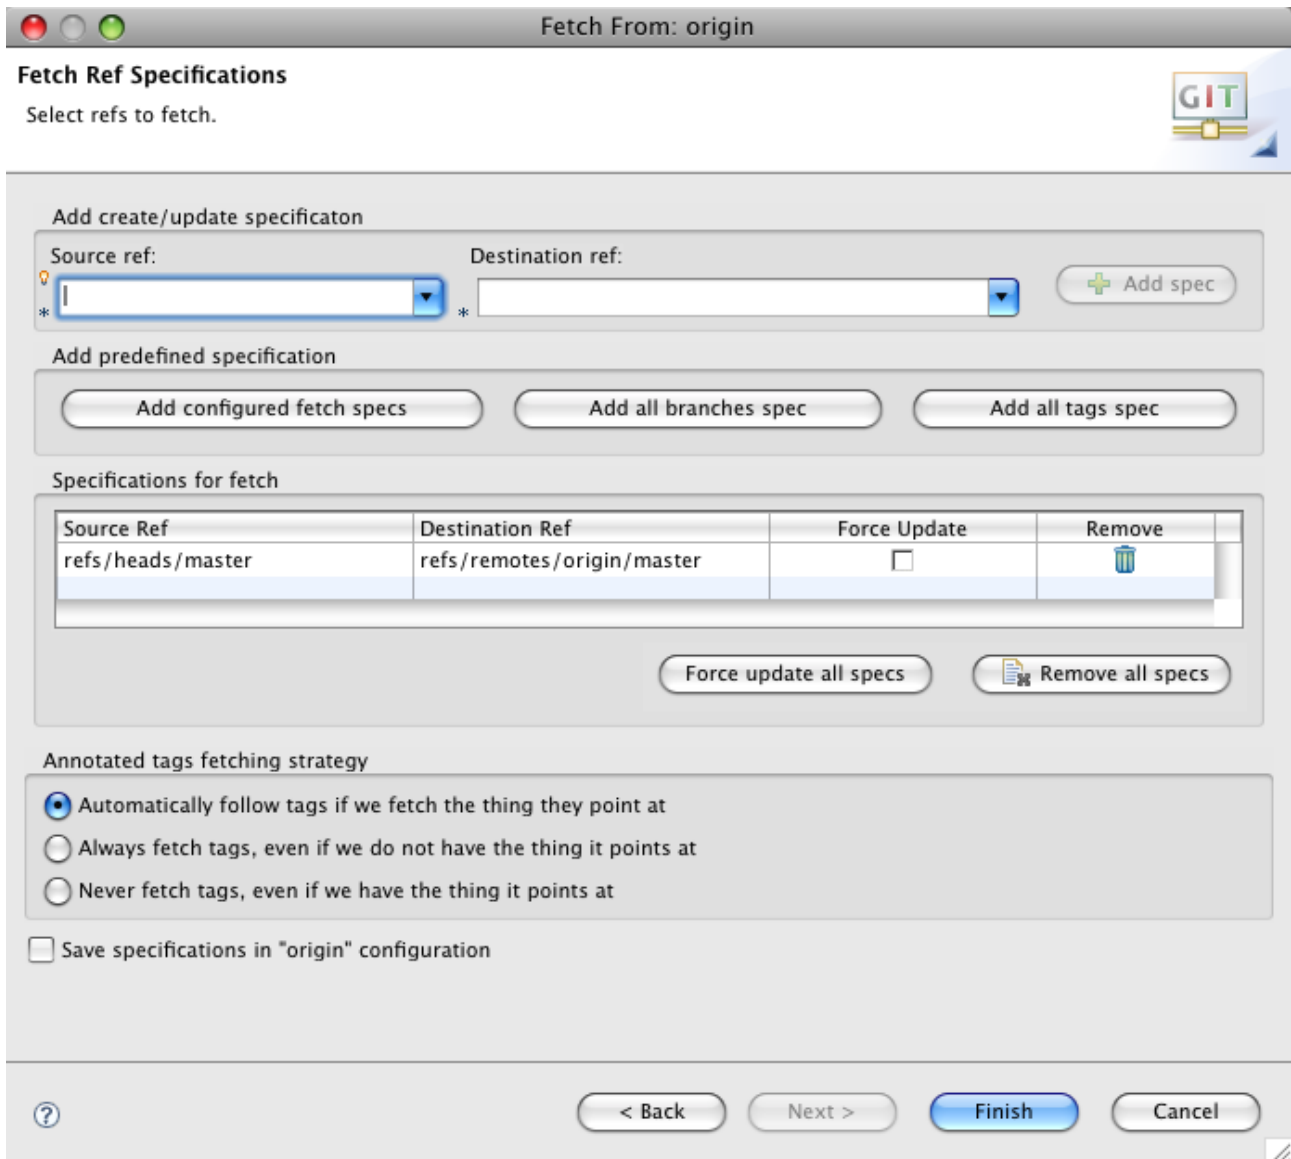 Fetch From: origin
Fetch Ref Specifications
Select refs to fetch.
GIT
Add create/update specificaton
Source ref: Destination ref:
* * Add spec
Add predefined specification
Add configured fetch specs Add all branches spec Add all tags spec
Specifications for fetch
Source Ref Destination Ref Force Update Remove
refs/heads/master refs/remotes/origin/master
Force update all specs Remove all specs
Annotated tags fetching strategy
Automatically follow tags if we fetch the thing they point at
Always fetch tags, even if we do not have the thing it points at
Never fetch tags, even if we have the thing it points at
Save specifications in "origin" configuration
? < Back Next > Finish Cancel